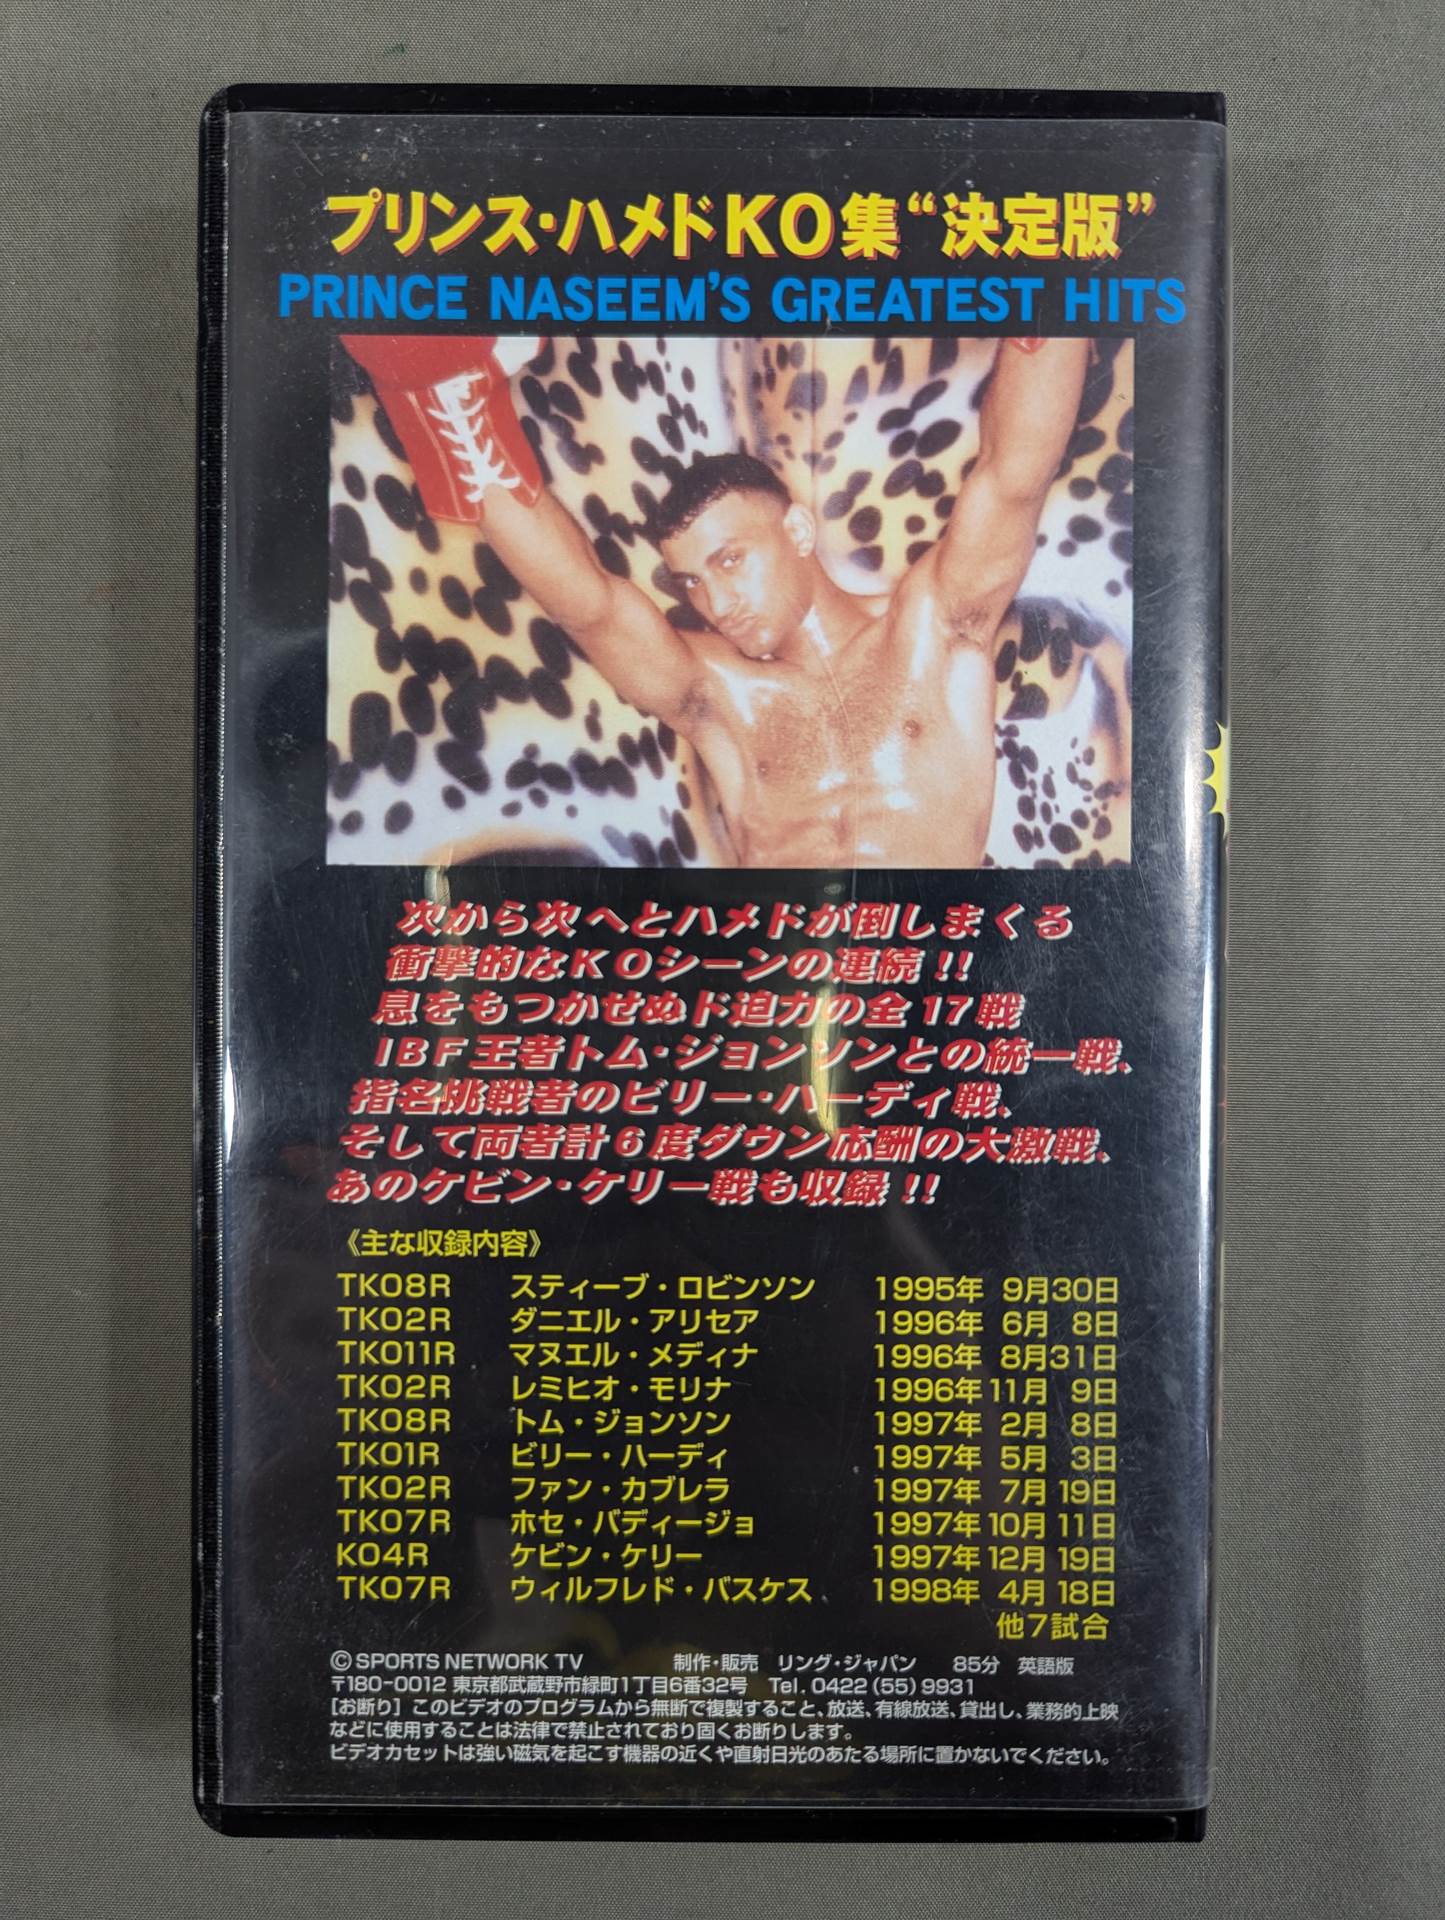 プリンス・ハメドKO集“決定版”
PRINCE NASEEM'S GREATEST HITS
次から次へとハメドが倒しまくる
衝撃的なKOシーンの連続!!
息をもつかせぬド迫力の全17戦
IBF王者トム・ジョンソンとの統一戦、
指名挑戦者のビリー・ハーディ戦、
そして両者計6度ダウン応酬の大激戦、
あのケビン・ケリー戦も収録!!
《主な収録内容》
TKO8R スティーブ・ロビンソン 1995年 9月30日
TKO2R ダニエル・アリセア 1996年 6月 8日
TKO11R マヌエル・メディナ 1996年 8月31日
TKO2R レミヒオ・モリナ 1996年11月 9日
TKO8R トム・ジョンソン 1997年 2月 8日
TKO1R ビリー・ハーディ 1997年 5月 3日
TKO2R ファン・カブレラ 1997年 7月19日
TKO7R ホセ・バディージョ 1997年10月11日
KO4R ケビン・ケリー 1997年12月19日
TKO7R ウィルフレド・バスケス 1998年 4月18日
他7試合
©SPORTS NETWORK TV 制作・販売 リング・ジャパン 85分 英語版
〒180-0012 東京都武蔵野市緑町1丁目6番32号 Tel. 0422(55)9931
[お断り]このビデオのプログラムから無断で複製すること、放送、有線放送、貸出し、業務的上映
などに使用することは法律で禁止されており固くお断りします。
ビデオカセットは強い磁気を起こす機器の近くや直射日光のあたる場所に置かないでください。